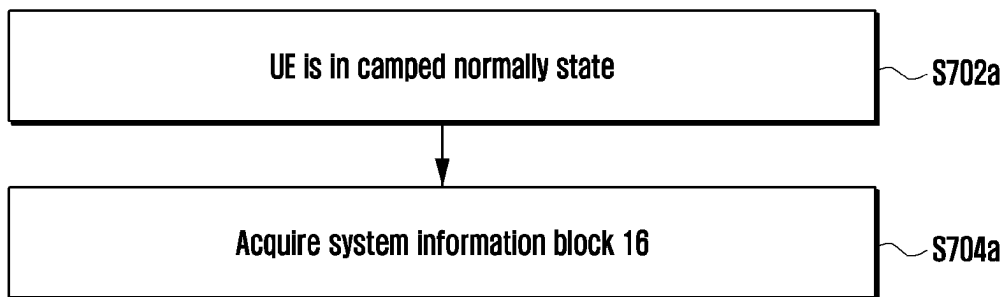 UE is in camped normally state
S702a
Acquire system information block 16
S704a